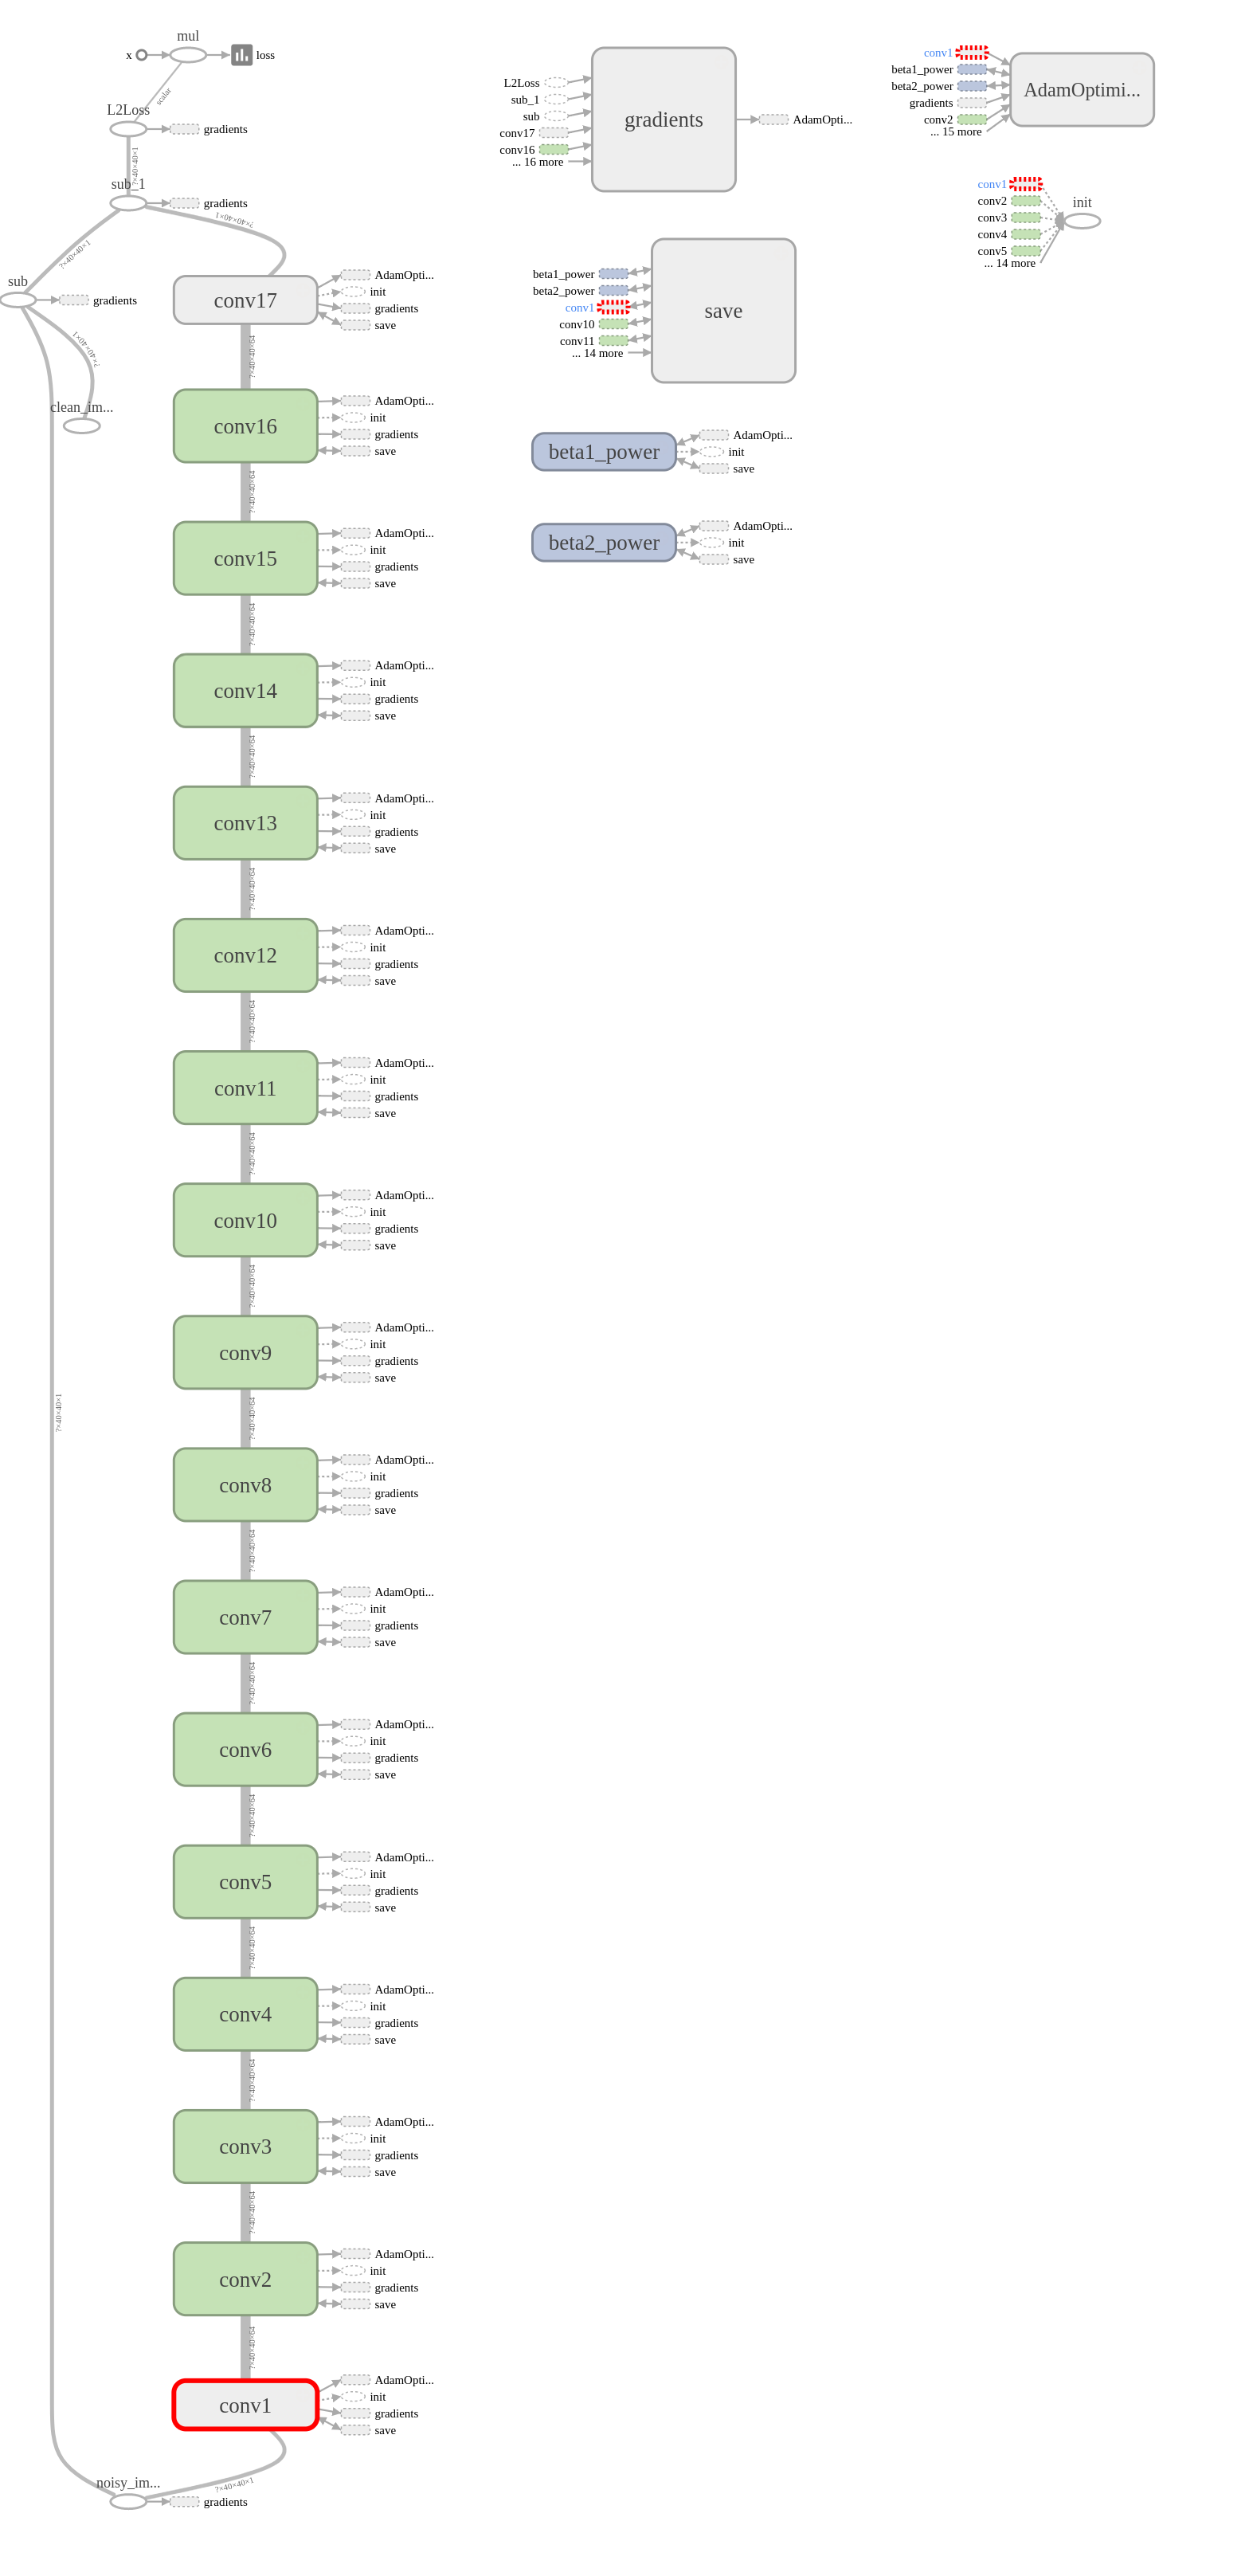 mul
x
loss
scalar
L2Loss
gradients
?×40×40×1
sub_1
gradients
?×40×40×1
?×40×40×1
sub
gradients
?×40×40×1
clean_im...
conv17
AdamOpti...
init
gradients
save
?×40×40×64
conv16
AdamOpti...
init
gradients
save
?×40×40×64
conv15
AdamOpti...
init
gradients
save
?×40×40×64
conv14
AdamOpti...
init
gradients
save
?×40×40×64
conv13
AdamOpti...
init
gradients
save
?×40×40×64
conv12
AdamOpti...
init
gradients
save
?×40×40×64
conv11
AdamOpti...
init
gradients
save
?×40×40×64
conv10
AdamOpti...
init
gradients
save
?×40×40×64
conv9
AdamOpti...
init
gradients
save
?×40×40×1
?×40×40×64
conv8
AdamOpti...
init
gradients
save
?×40×40×64
conv7
AdamOpti...
init
gradients
save
?×40×40×64
conv6
AdamOpti...
init
gradients
save
?×40×40×64
conv5
AdamOpti...
init
gradients
save
?×40×40×64
conv4
AdamOpti...
init
gradients
save
?×40×40×64
conv3
AdamOpti...
init
gradients
save
?×40×40×64
conv2
AdamOpti...
init
gradients
save
?×40×40×64
conv1
AdamOpti...
init
gradients
save
?×40×40×1
noisy_im...
gradients
L2Loss
sub_1
sub
conv17
conv16
... 16 more
gradients
AdamOpti...
beta1_power
beta2_power
conv1
conv10
conv11
... 14 more
save
beta1_power
AdamOpti...
init
save
beta2_power
AdamOpti...
init
save
conv1
beta1_power
beta2_power
gradients
conv2
... 15 more
AdamOptimi...
conv1
conv2
conv3
conv4
conv5
... 14 more
init